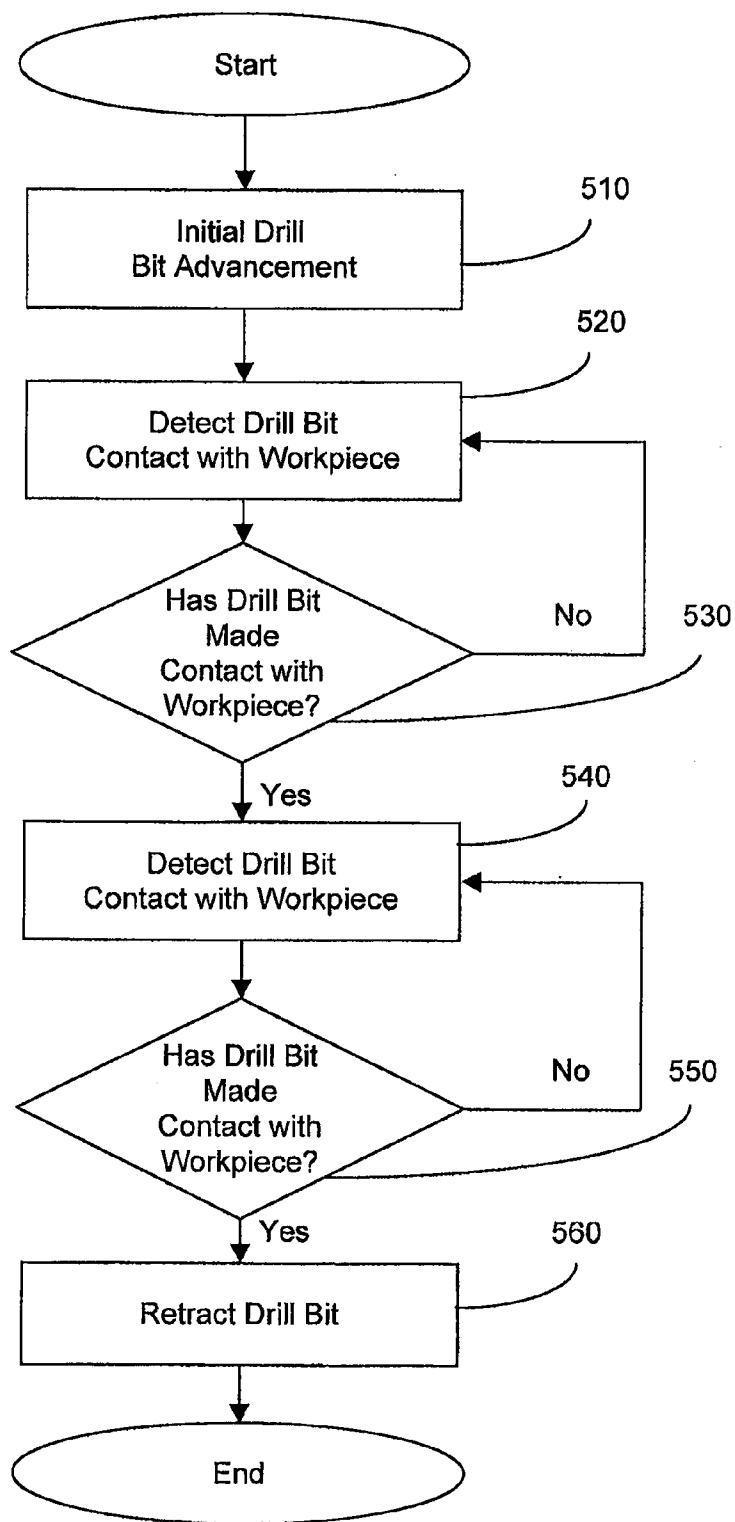 Start
510
Initial Drill
Bit Advancement
520
Detect Drill Bit
Contact with Workpiece
Has Drill Bit
Made
Contact with
Workpiece?
No
530
Yes
540
Detect Drill Bit
Contact with Workpiece
Has Drill Bit
Made
Contact with
Workpiece?
No
550
Yes
560
Retract Drill Bit
End